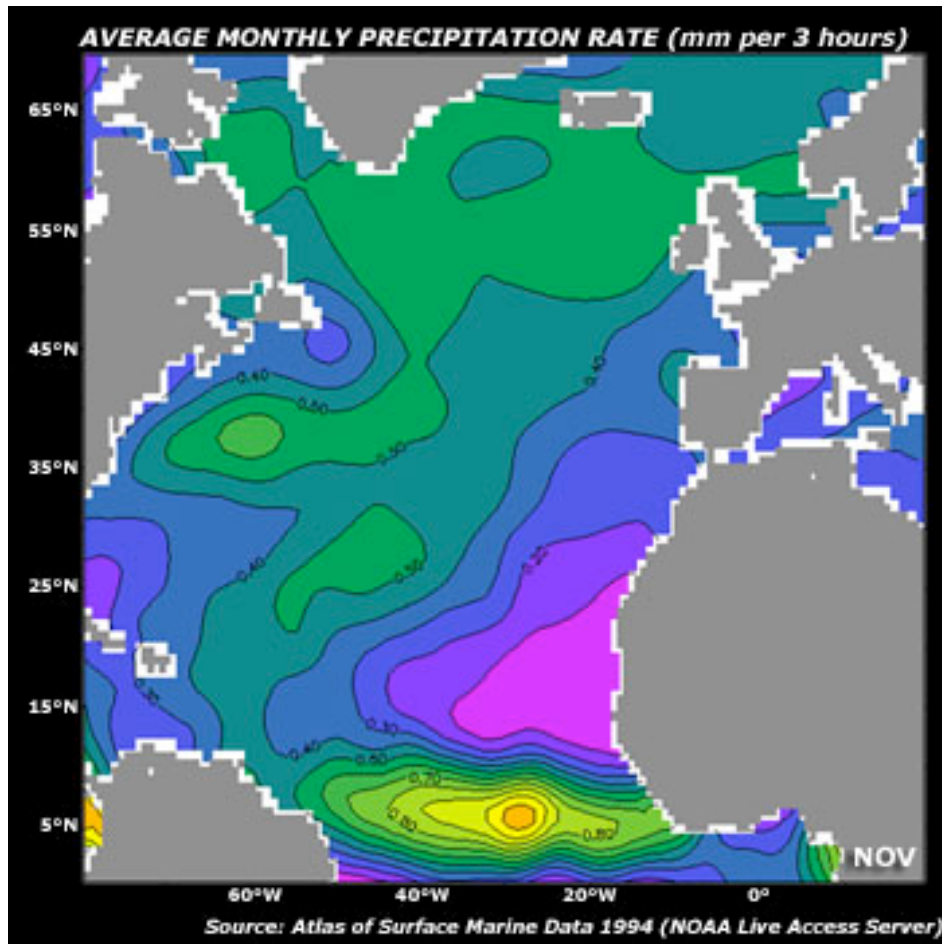 AVERAGE MONTHLY PRECIPITATION RATE (mm per 3 hours)
65°N
55°N
45°N
0.40
0.40
0.50
35°N
0.50
0.20
25°N
0.40
0.50
15°N
0.30
0.40
0.60
0.70
5°N
0.80
0.80
NOV
60°W
40°W
20°W
0°
Source: Atlas of Surface Marine Data 1994 (NOAA Live Access Server)